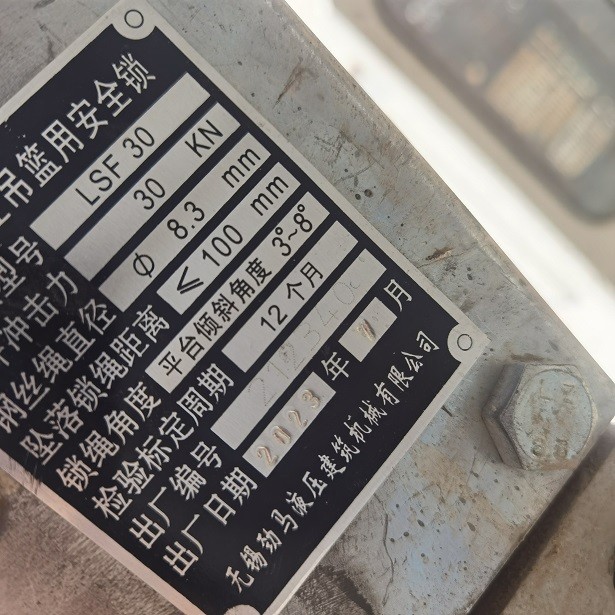 吊篮用安全锁
型号 LSF 30
冲击力 30 KN
钢丝绳直径 φ 8.3 mm
坠落锁绳距离 ≤100 mm
锁绳角度 平台倾斜角度 3°~8°
检验标定周期 12个月
出厂编号
出厂日期 2023年 月
无锡劲马液压建筑机械有限公司